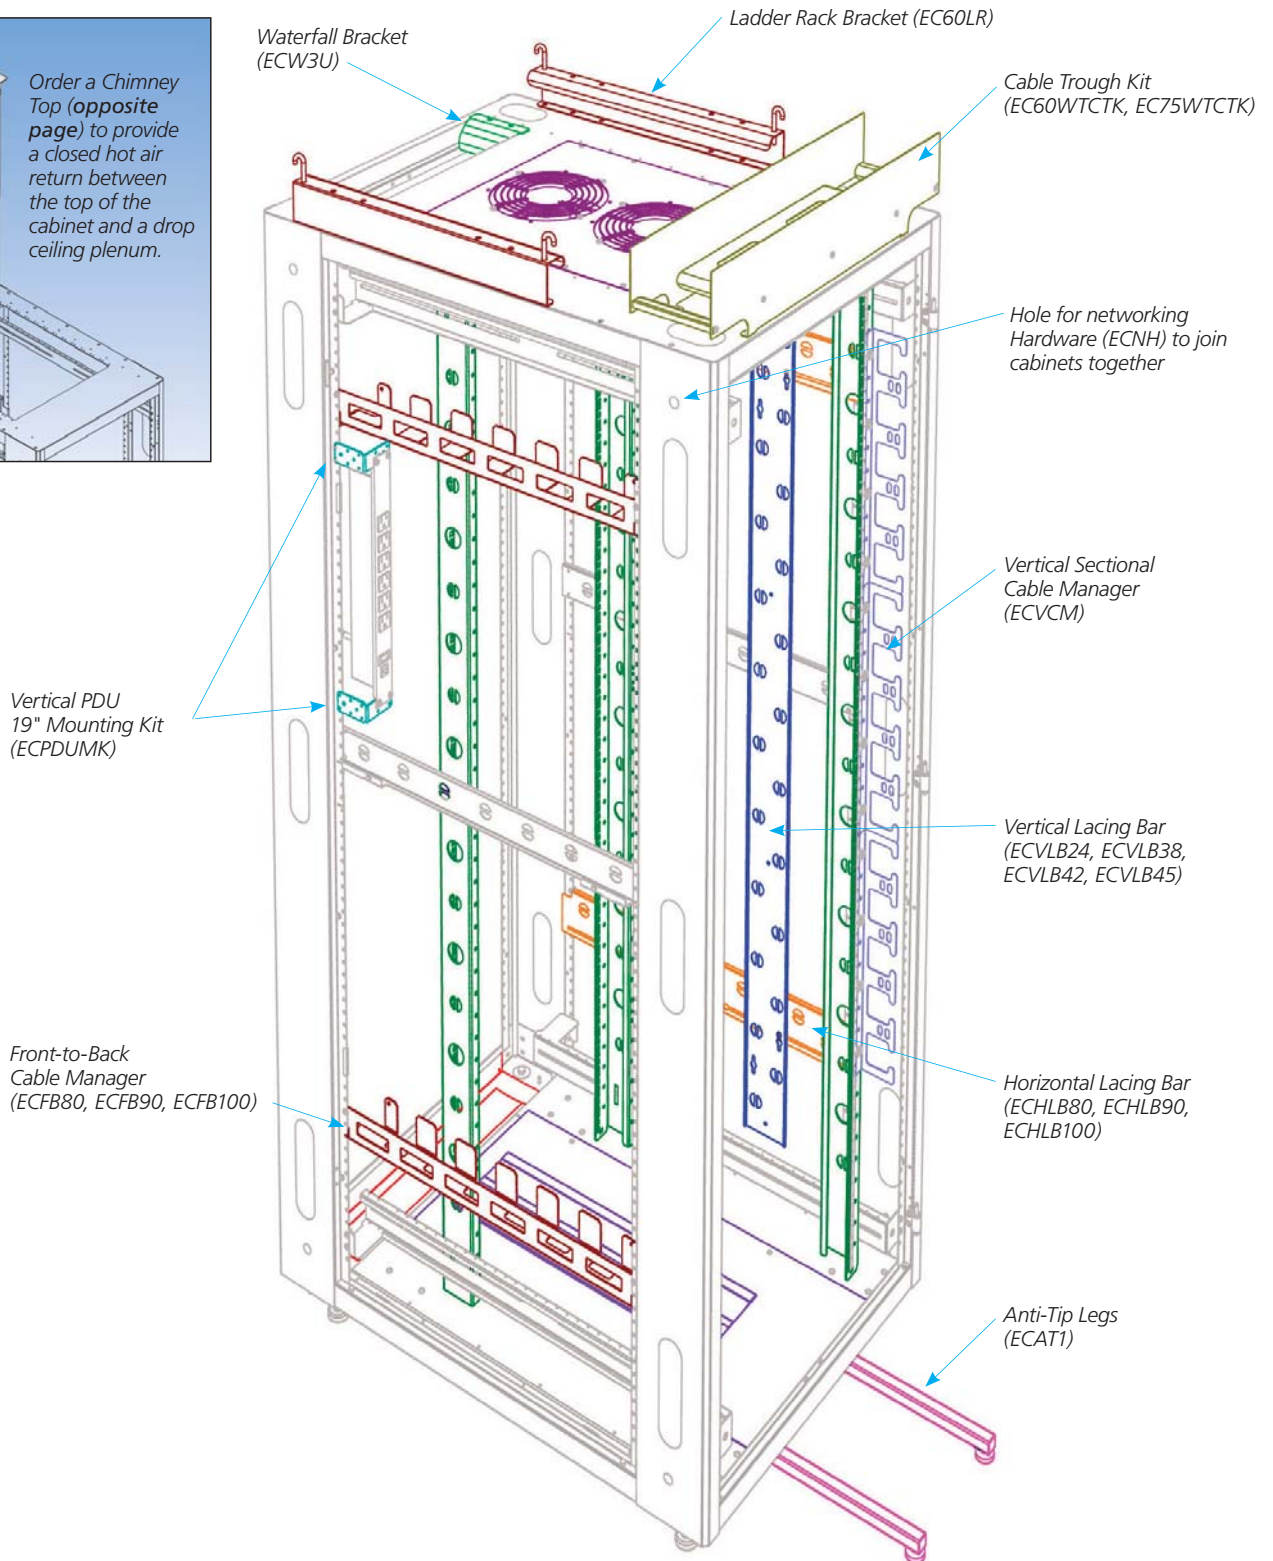 Order a Chimney
Top (opposite
page) to provide
a closed hot air
return between
the top of the
cabinet and a drop
ceiling plenum.
Waterfall Bracket
(ECW3U)
Ladder Rack Bracket (EC60LR)
Cable Trough Kit
(EC60WTCTK, EC75WTCTK)
Hole for networking
Hardware (ECNH) to join
cabinets together
Vertical Sectional
Cable Manager
(ECVCM)
Vertical PDU
19" Mounting Kit
(ECPDUMK)
Vertical Lacing Bar
(ECVLB24, ECVLB38,
ECVLB42, ECVLB45)
Front-to-Back
Cable Manager
(ECFB80, ECFB90, ECFB100)
Horizontal Lacing Bar
(ECHLB80, ECHLB90,
ECHLB100)
Anti-Tip Legs
(ECAT1)